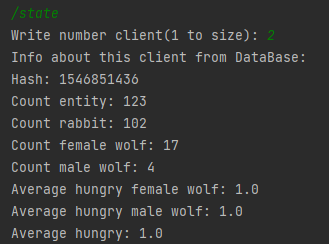 /state
Write number client(1 to size): 2
Info about this client from DataBase:
Hash: 1546851436
Count entity: 123
Count rabbit: 102
Count female wolf: 17
Count male wolf: 4
Average hungry female wolf: 1.0
Average hungry male wolf: 1.0
Average hungry: 1.0